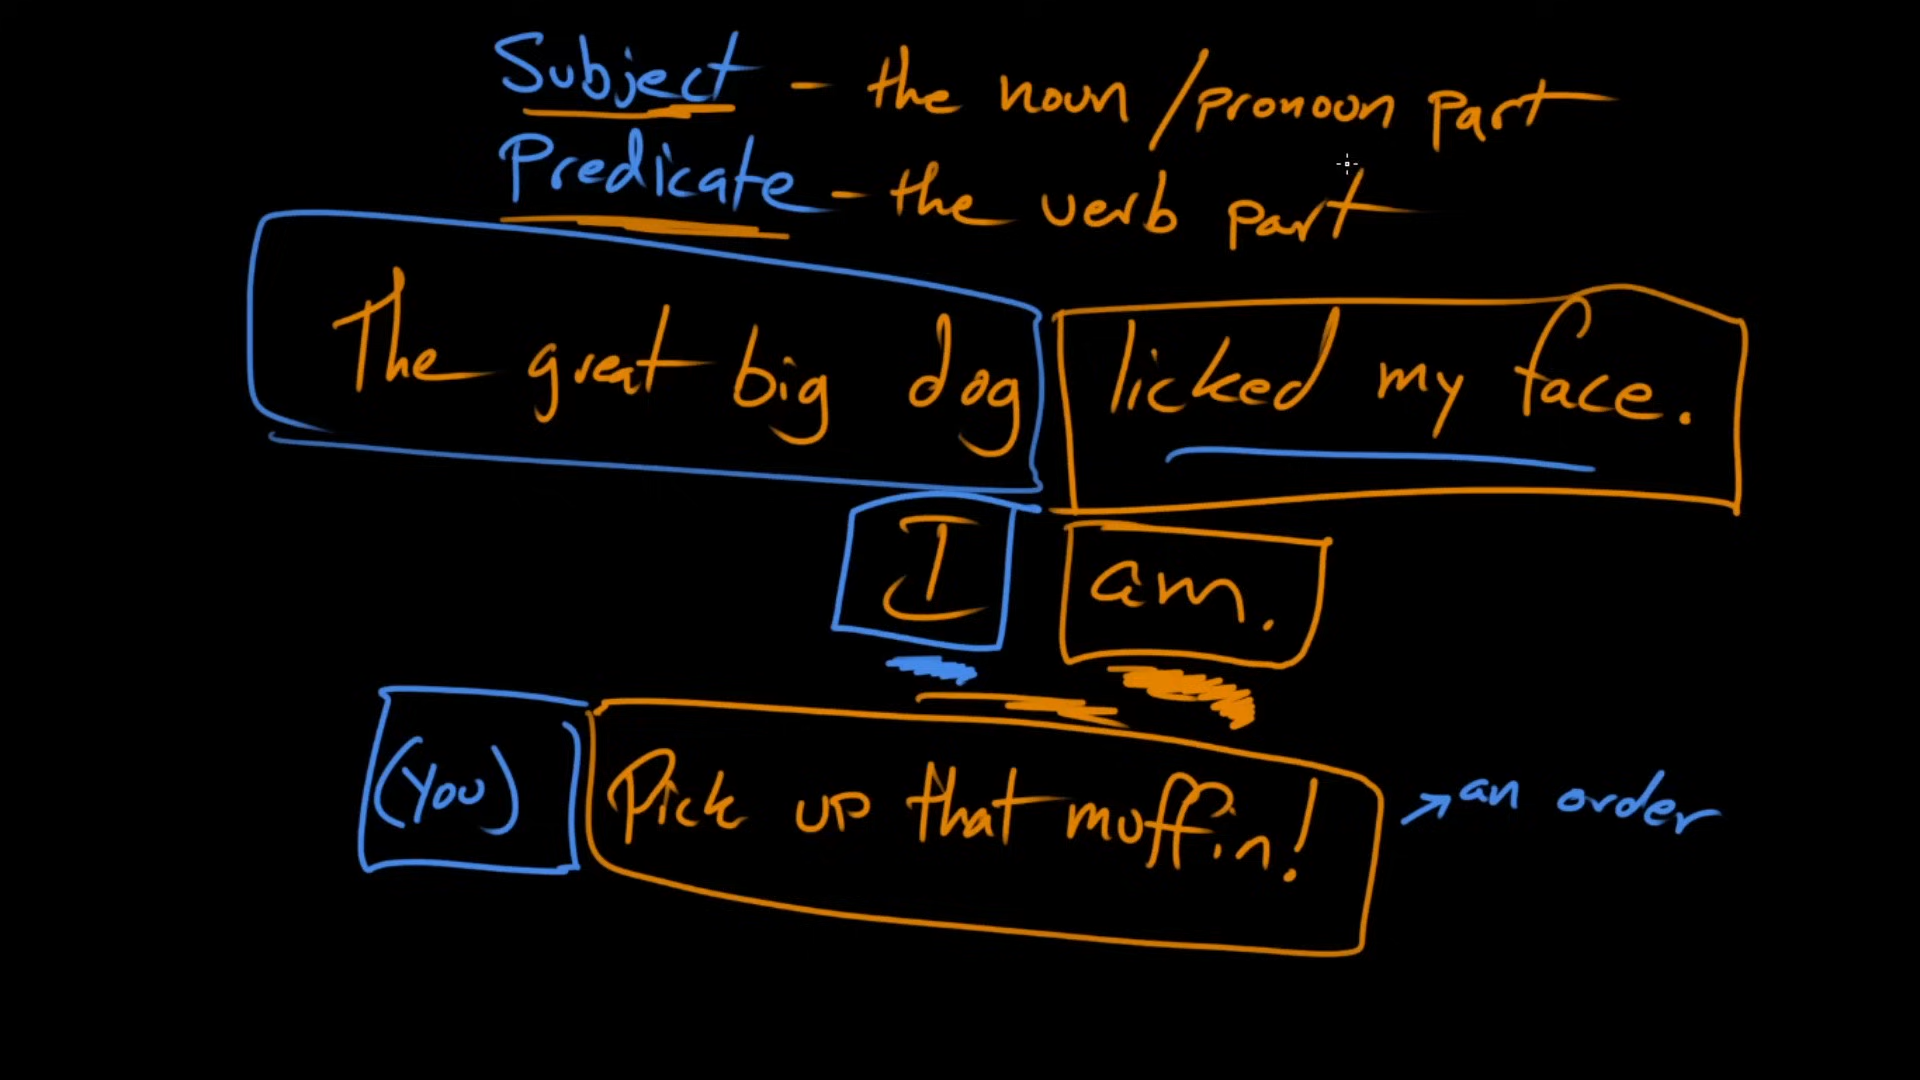 Subject - the noun/pronoun part
Predicate - the verb part
The great big dog licked my face.
I am.
(You) Pick up that muffin! an order